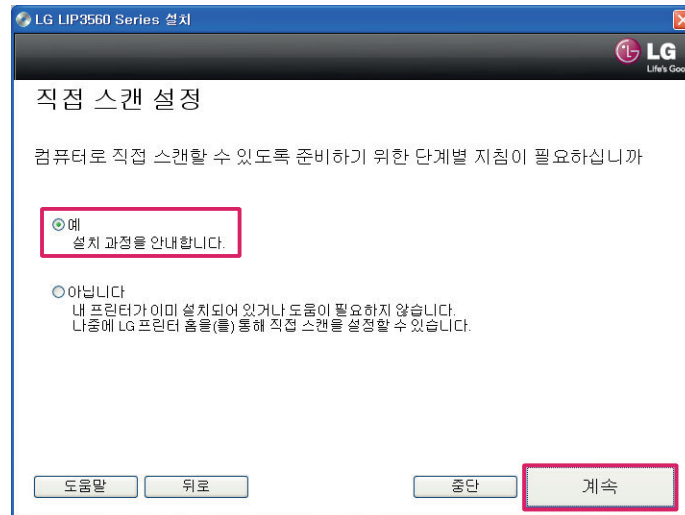 LG LIP3560 Series 설치
LG
Life's Goo
직접 스캔 설정
컴퓨터로 직접 스캔할 수 있도록 준비하기 위한 단계별 지침이 필요하십니까
예
설치 과정을 안내합니다.
아닙니다
내 프린터가 이미 설치되어 있거나 도움이 필요하지 않습니다.
나중에 LG 프린터 홈을(를) 통해 직접 스캔을 설정할 수 있습니다.
도움말 뒤로 중단 계속